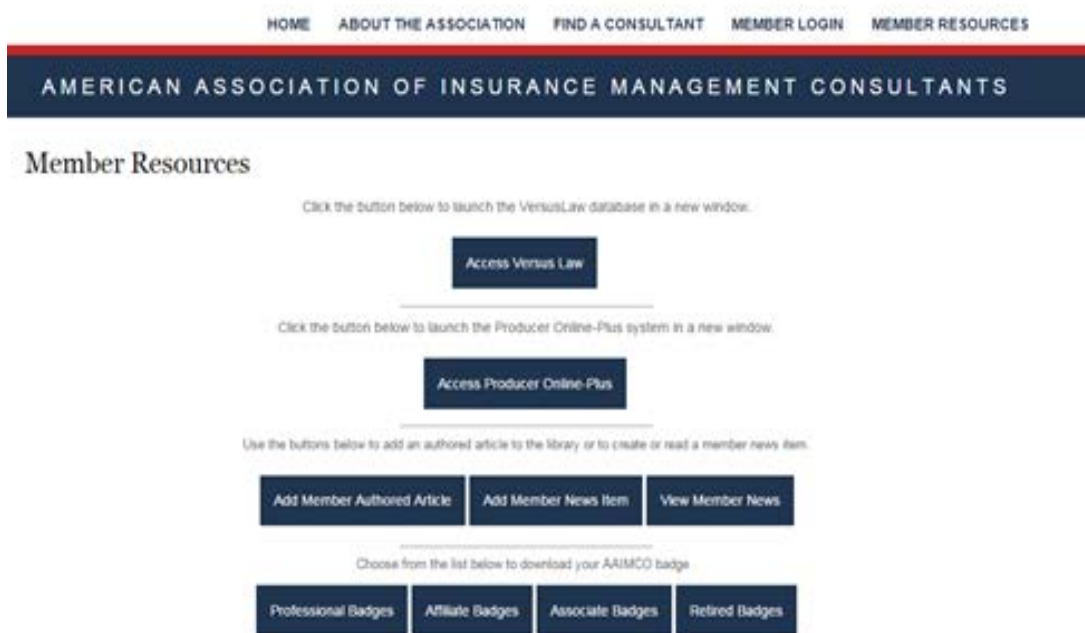 HOME ABOUT THE ASSOCIATION FIND A CONSULTANT MEMBER LOGIN MEMBER RESOURCES
AMERICAN ASSOCIATION OF INSURANCE MANAGEMENT CONSULTANTS
Member Resources
Click the button below to launch the VersusLaw database in a new window.
Access Versus Law
Click the button below to launch the Producer Online-Plus system in a new window.
Access Producer Online-Plus
Use the buttons below to add an authored article to the library or to create or read a member news item.
Add Member Authored Article Add Member News Item View Member News
Choose from the list below to download your AAIMCO badge
Professional Badges Affiliate Badges Associate Badges Retired Badges